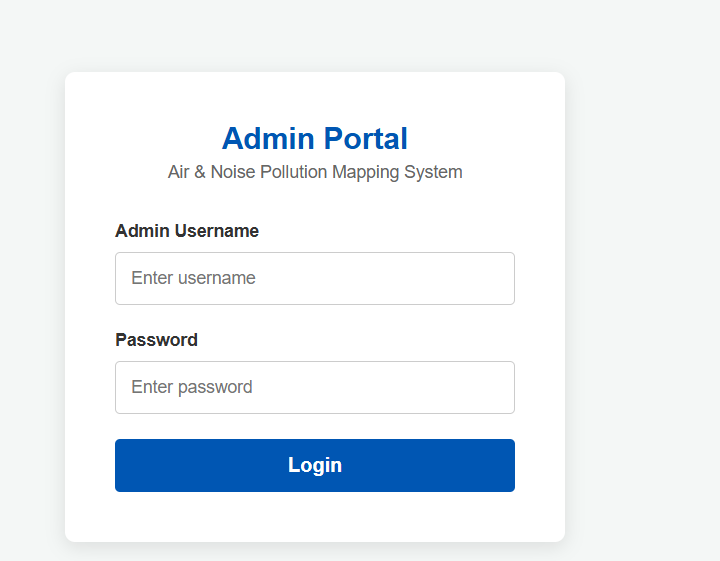 Admin Portal
Air & Noise Pollution Mapping System
Admin Username
Enter username
Password
Enter password
Login